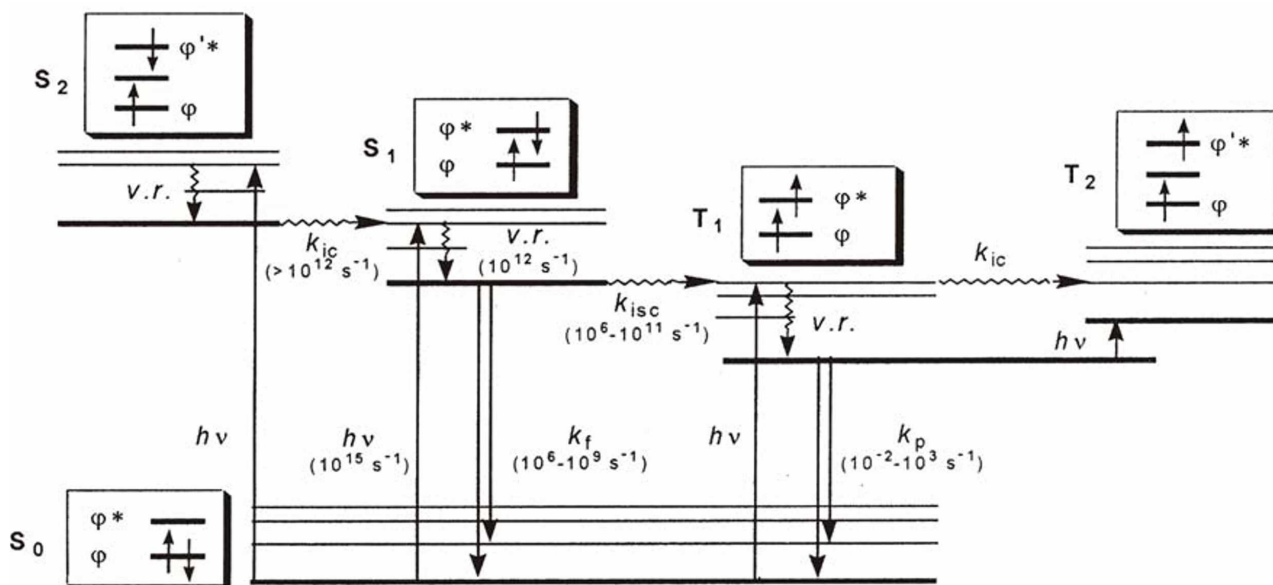 S2
φ'*
φ
v.r.
kic
(>10^12 s^-1)
S1
φ*
φ
v.r.
(10^12 s^-1)
kisc
(10^6-10^11 s^-1)
T1
φ*
φ
v.r.
kic
T2
φ'*
φ
hν
hν
hν
(10^15 s^-1)
kf
(10^6-10^9 s^-1)
hν
kp
(10^-2-10^3 s^-1)
S0
φ*
φ